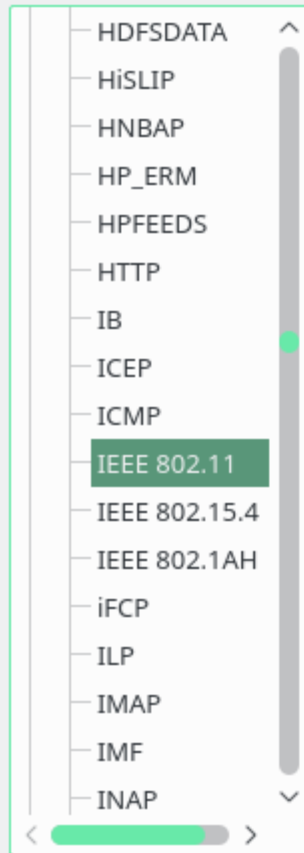 HDFSDATA
HiSLIP
HNBAP
HP_ERM
HPFEEDS
HTTP
IB
ICEP
ICMP
IEEE 802.11
IEEE 802.15.4
IEEE 802.1AH
iFCP
ILP
IMAP
IMF
INAP